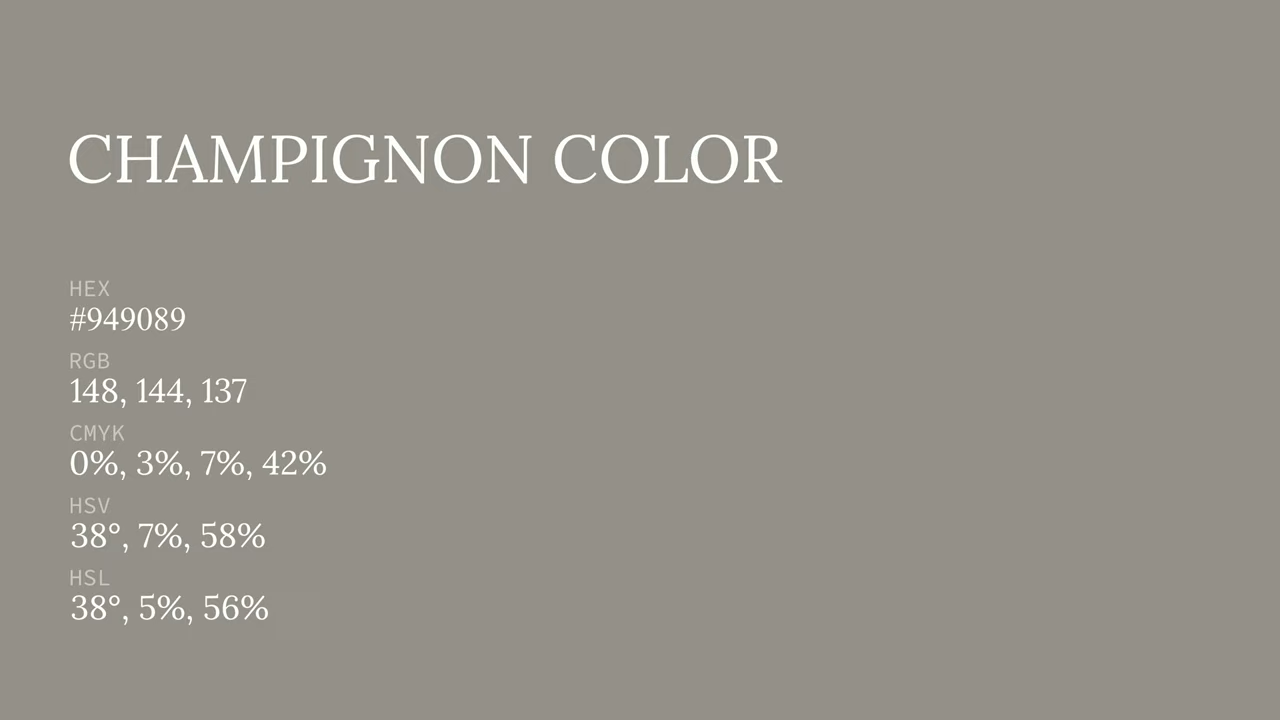 CHAMPIGNON COLOR
HEX
#949089
RGB
148, 144, 137
CMYK
0%, 3%, 7%, 42%
HSV
38°, 7%, 58%
HSL
38°, 5%, 56%